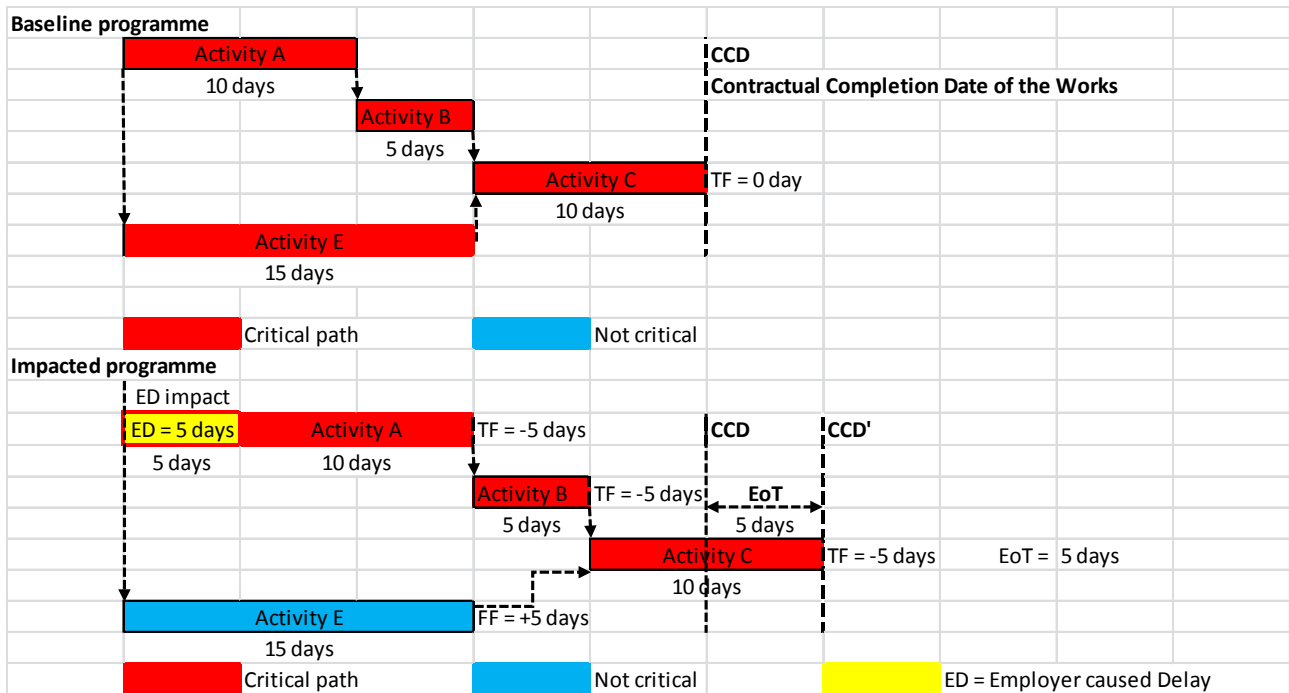 Baseline programme
Activity A CCD
10 days Contractual Completion Date of the Works
Activity B
5 days
Activity C TF = 0 day
10 days
Activity E
15 days
Critical path Not critical
Impacted programme
ED impact
ED = 5 days Activity A TF = -5 days CCD CCD'
5 days 10 days
Activity B TF = -5 days EoT
5 days 5 days
Activity C TF = -5 days EoT = 5 days
10 days
Activity E FF = +5 days
15 days
Critical path Not critical ED = Employer caused Delay